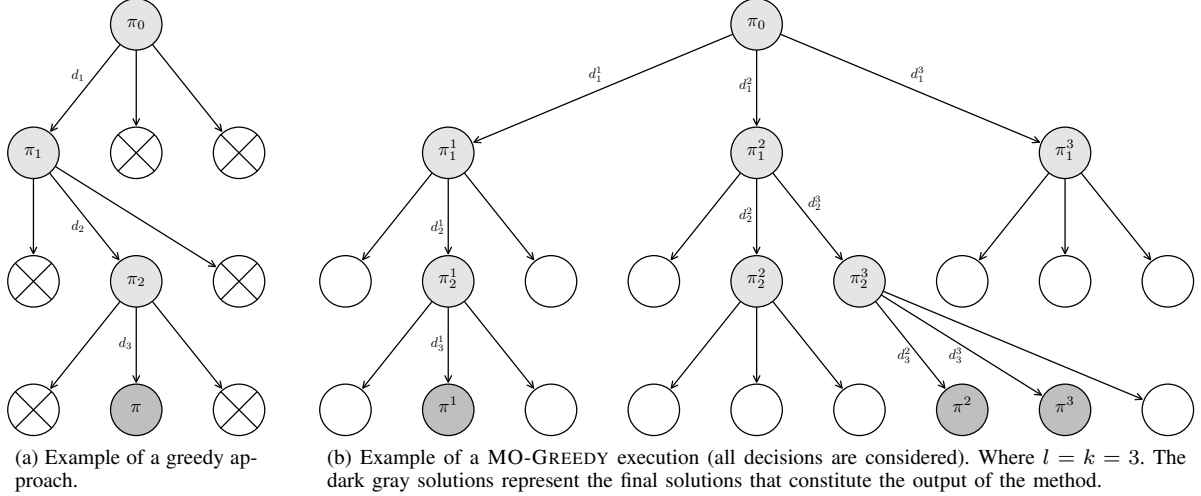 π₀
d₁
π₁
d₂
π₂
d₃
π
(a) Example of a greedy ap-
proach.
π₀
d₁¹ d₁² d₁³
π₁¹ π₁² π₁³
d₂¹ d₂² d₂³
π₂¹ π₂² π₂³
d₃¹ d₃² d₃³
π¹ π² π³
(b) Example of a MO-GREEDY execution (all decisions are considered). Where l = k = 3. The
dark gray solutions represent the final solutions that constitute the output of the method.